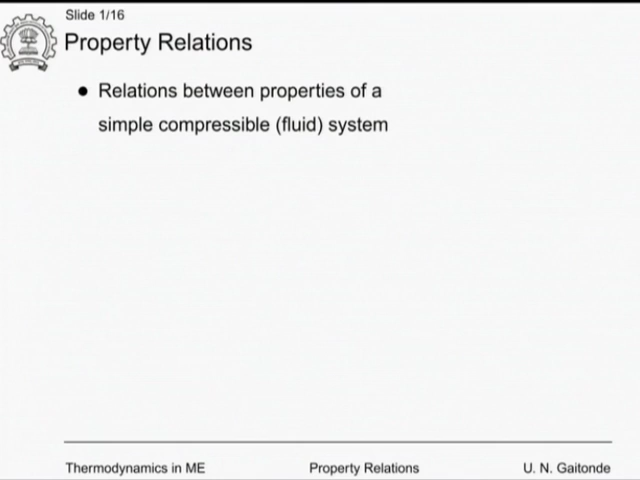 Slide 1/16
Property Relations
● Relations between properties of a
simple compressible (fluid) system
Thermodynamics in ME Property Relations U. N. Gaitonde